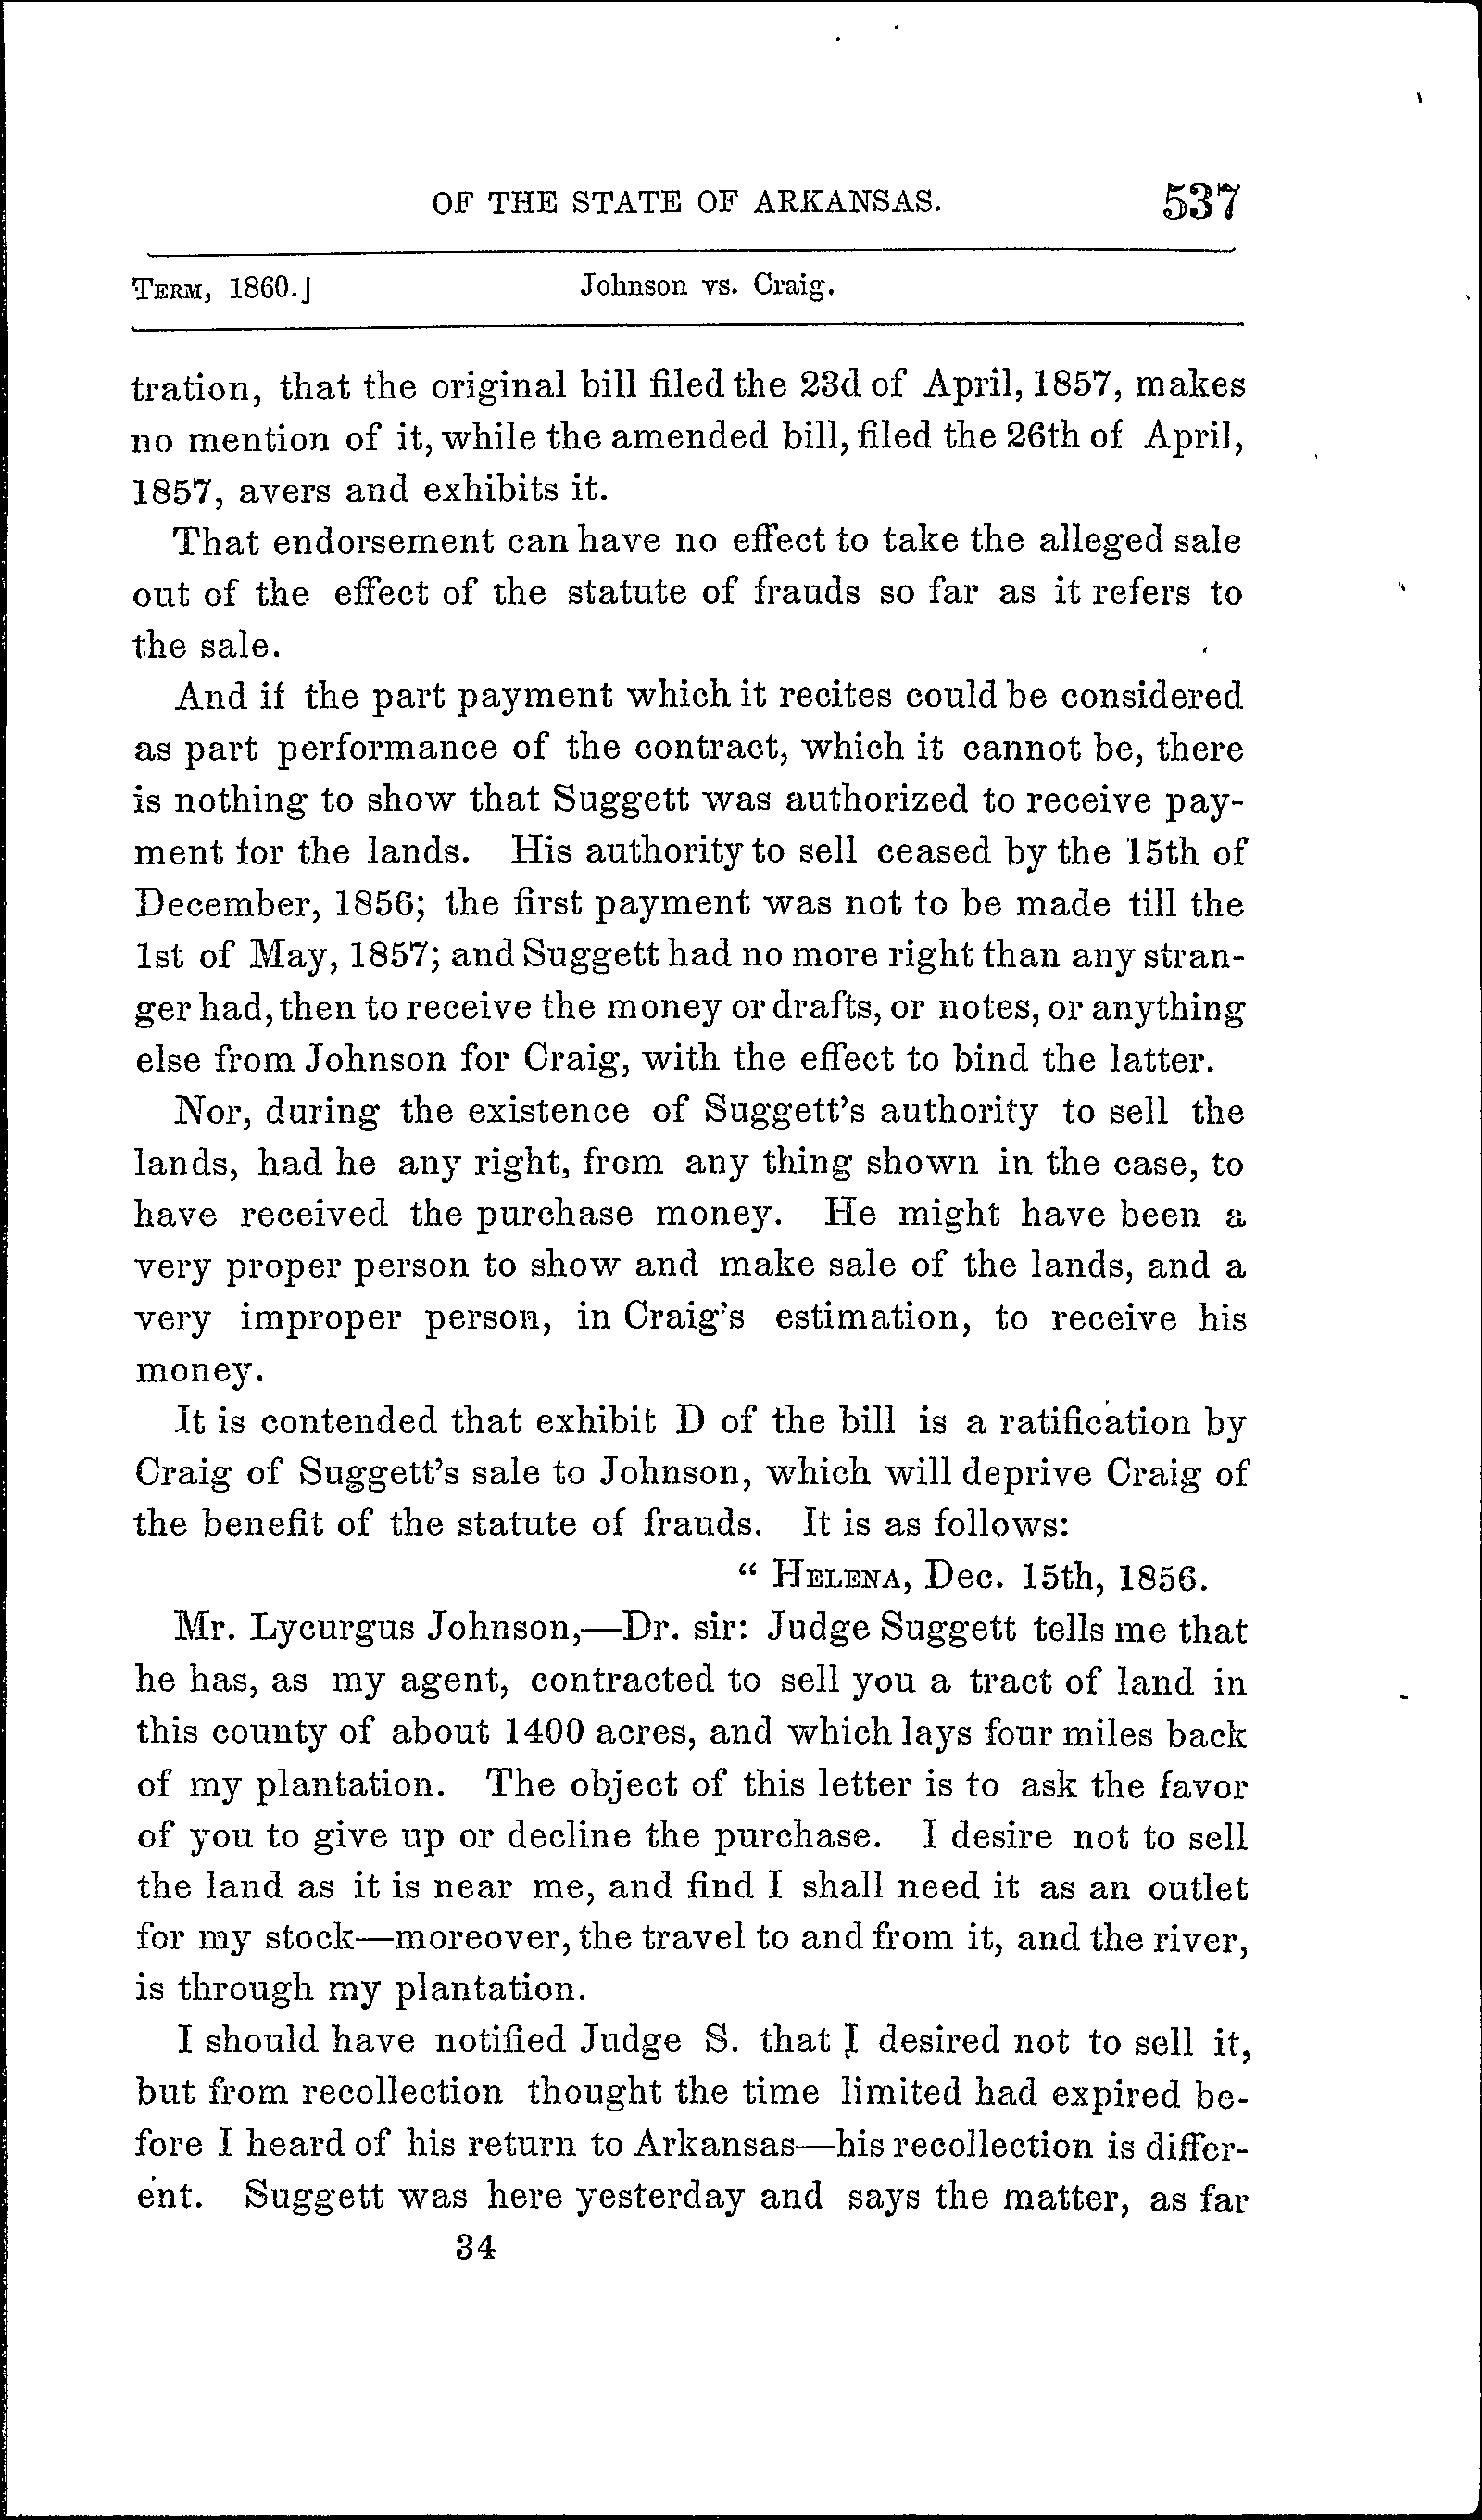 OF THE STATE OF ARKANSAS. 537
TERM, 1860.] Johnson vs. Craig.
tration, that the original bill filed the 23d of April, 1857, makes
no mention of it, while the amended bill, filed the 26th of April,
1857, avers and exhibits it.
That endorsement can have no effect to take the alleged sale
out of the effect of the statute of frauds so far as it refers to
the sale.
And if the part payment which it recites could be considered
as part performance of the contract, which it cannot be, there
is nothing to show that Suggett was authorized to receive pay-
ment for the lands. His authority to sell ceased by the 15th of
December, 1856; the first payment was not to be made till the
1st of May, 1857; and Suggett had no more right than any stran-
ger had, then to receive the money or drafts, or notes, or anything
else from Johnson for Craig, with the effect to bind the latter.
Nor, during the existence of Suggett's authority to sell the
lands, had he any right, from any thing shown in the case, to
have received the purchase money. He might have been a
very proper person to show and make sale of the lands, and a
very improper person, in Craig's estimation, to receive his
money.
It is contended that exhibit D of the bill is a ratification by
Craig of Suggett's sale to Johnson, which will deprive Craig of
the benefit of the statute of frauds. It is as follows:
“ HELENA, Dec. 15th, 1856.
Mr. Lycurgus Johnson,—Dr. sir: Judge Suggett tells me that
he has, as my agent, contracted to sell you a tract of land in
this county of about 1400 acres, and which lays four miles back
of my plantation. The object of this letter is to ask the favor
of you to give up or decline the purchase. I desire not to sell
the land as it is near me, and find I shall need it as an outlet
for my stock—moreover, the travel to and from it, and the river,
is through my plantation.
I should have notified Judge S. that I desired not to sell it,
but from recollection thought the time limited had expired be-
fore I heard of his return to Arkansas—his recollection is differ-
ent. Suggett was here yesterday and says the matter, as far
34